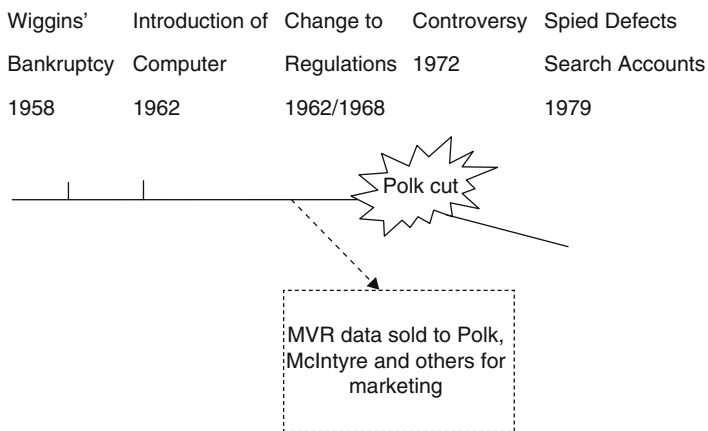 Wiggins’ Introduction of Change to Controversy Spied Defects
Bankruptcy Computer Regulations 1972 Search Accounts
1958 1962 1962/1968 1979
Polk cut
MVR data sold to Polk,
McIntyre and others for
marketing